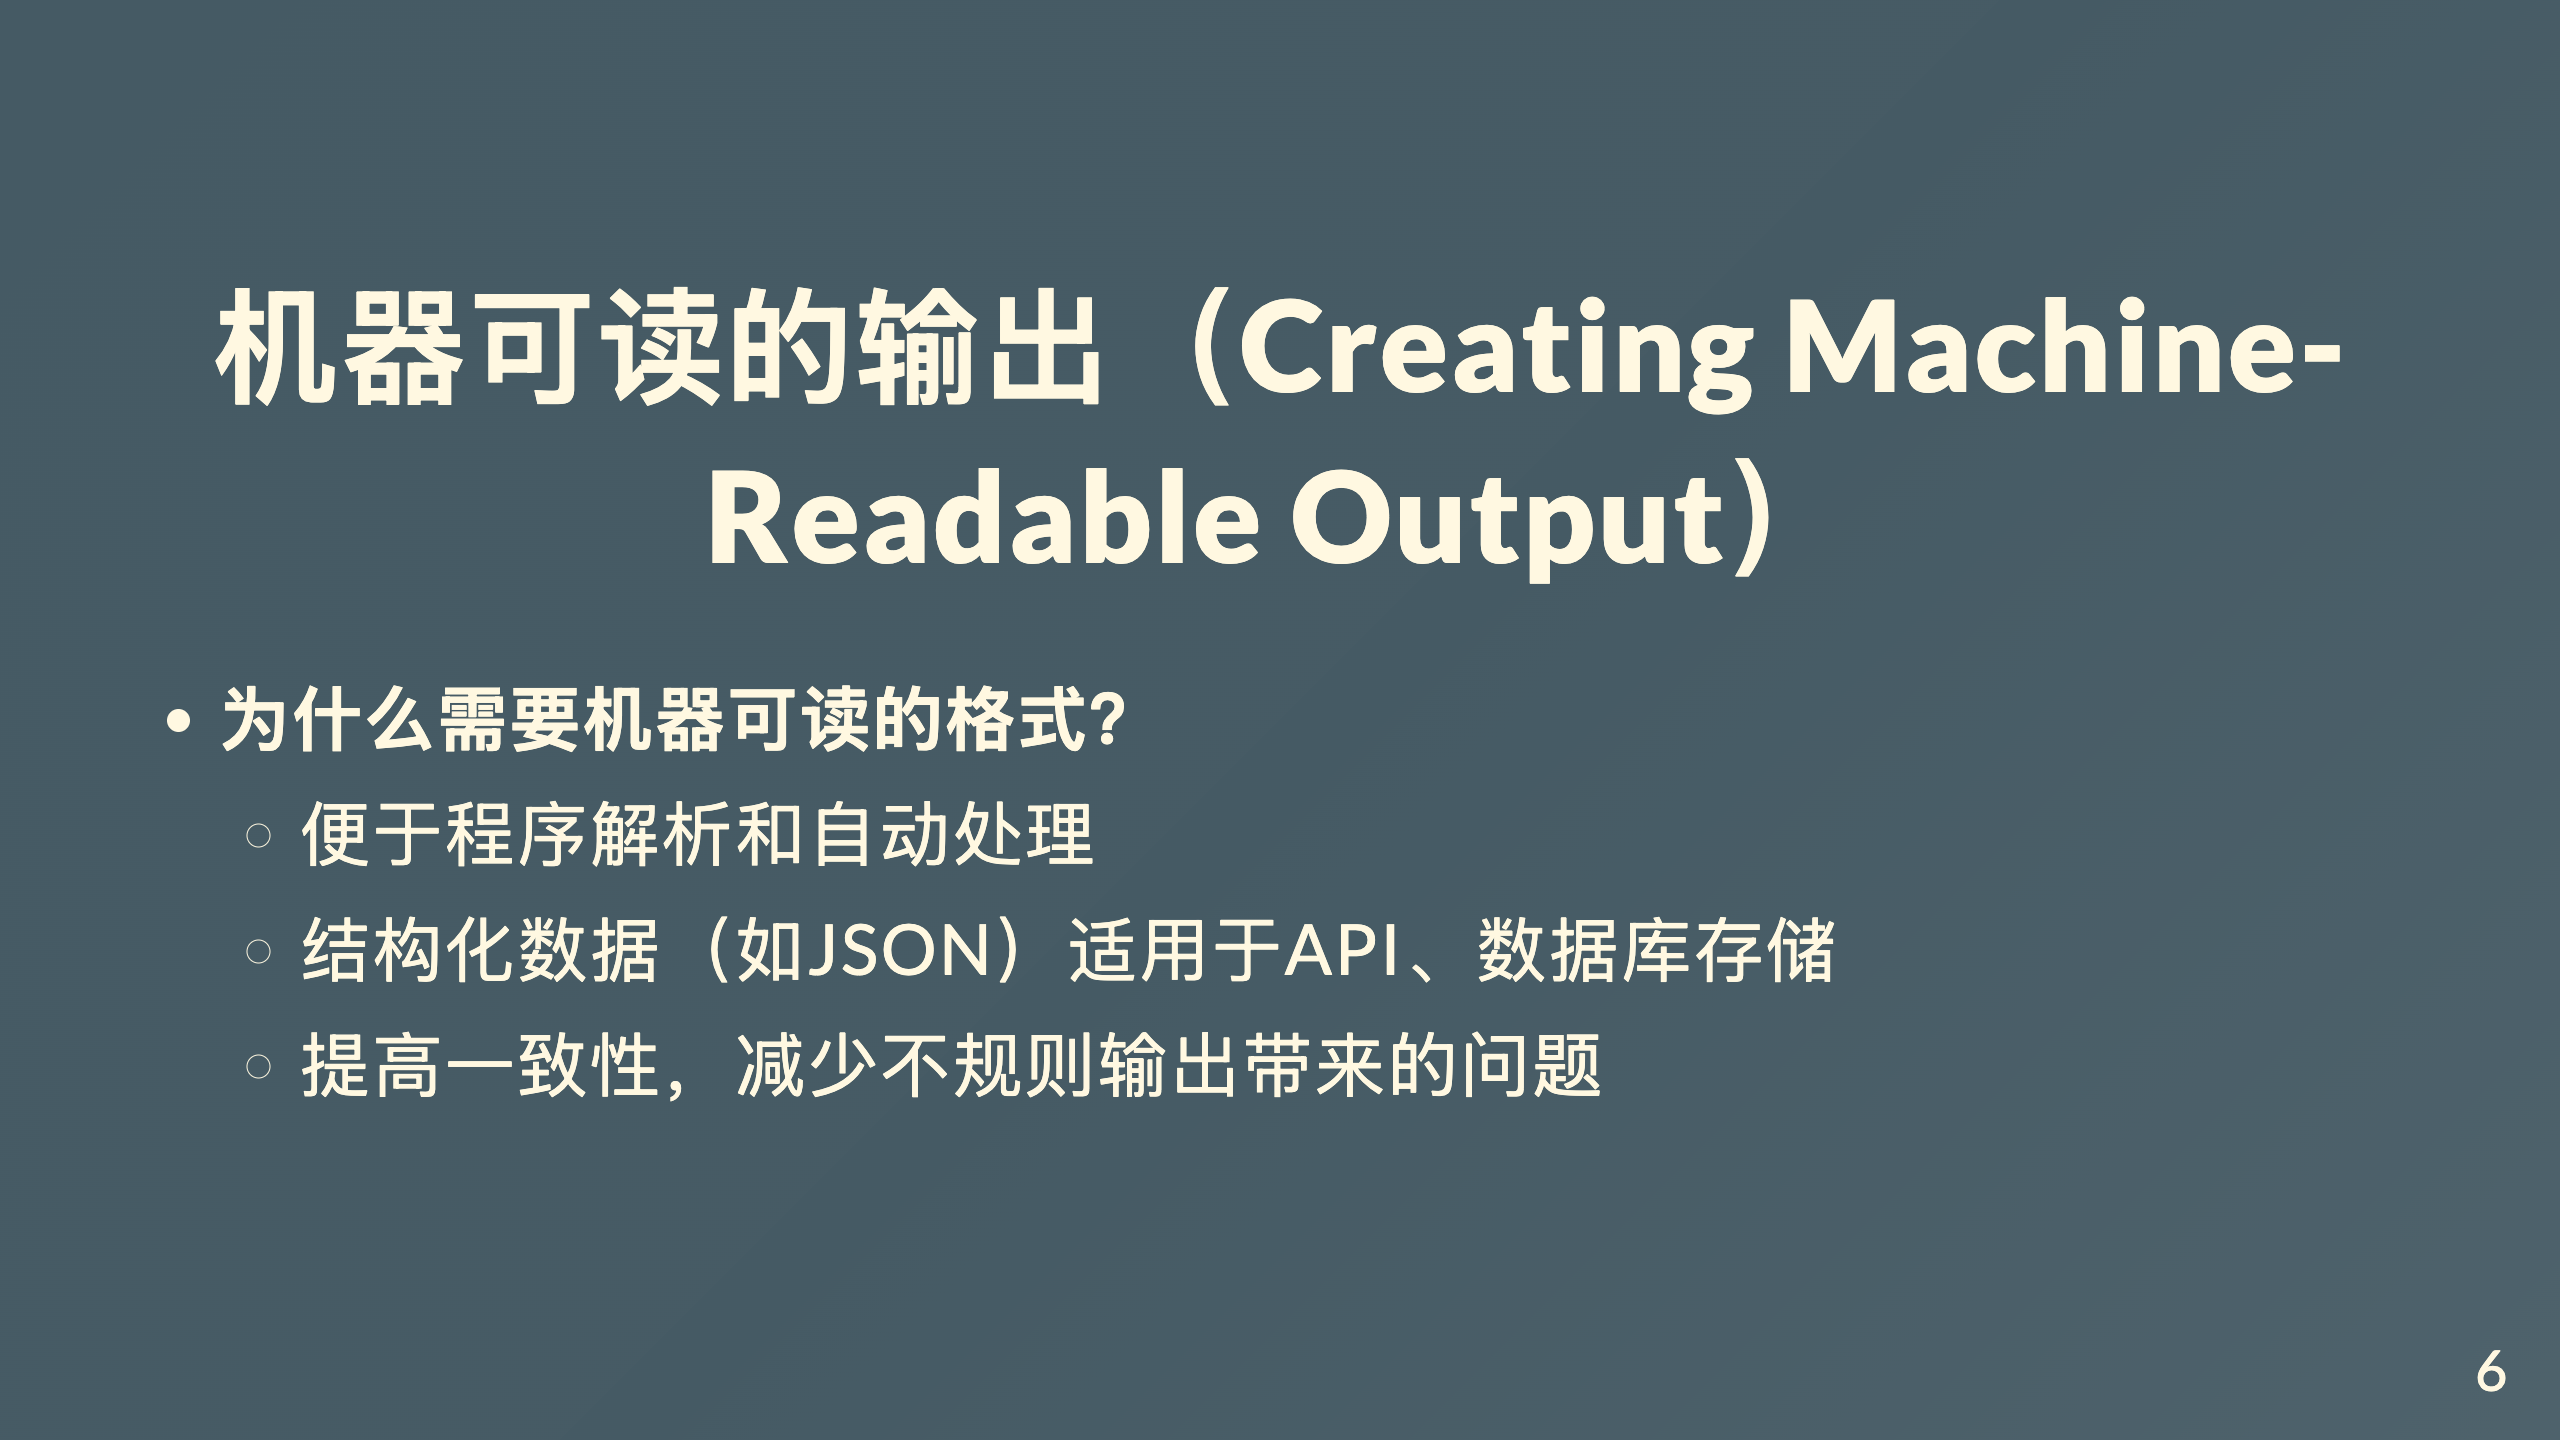 机器可读的输出（Creating Machine-
Readable Output）
• 为什么需要机器可读的格式?
○ 便于程序解析和自动处理
○ 结构化数据（如JSON）适用于API、数据库存储
○ 提高一致性，减少不规则输出带来的问题
6